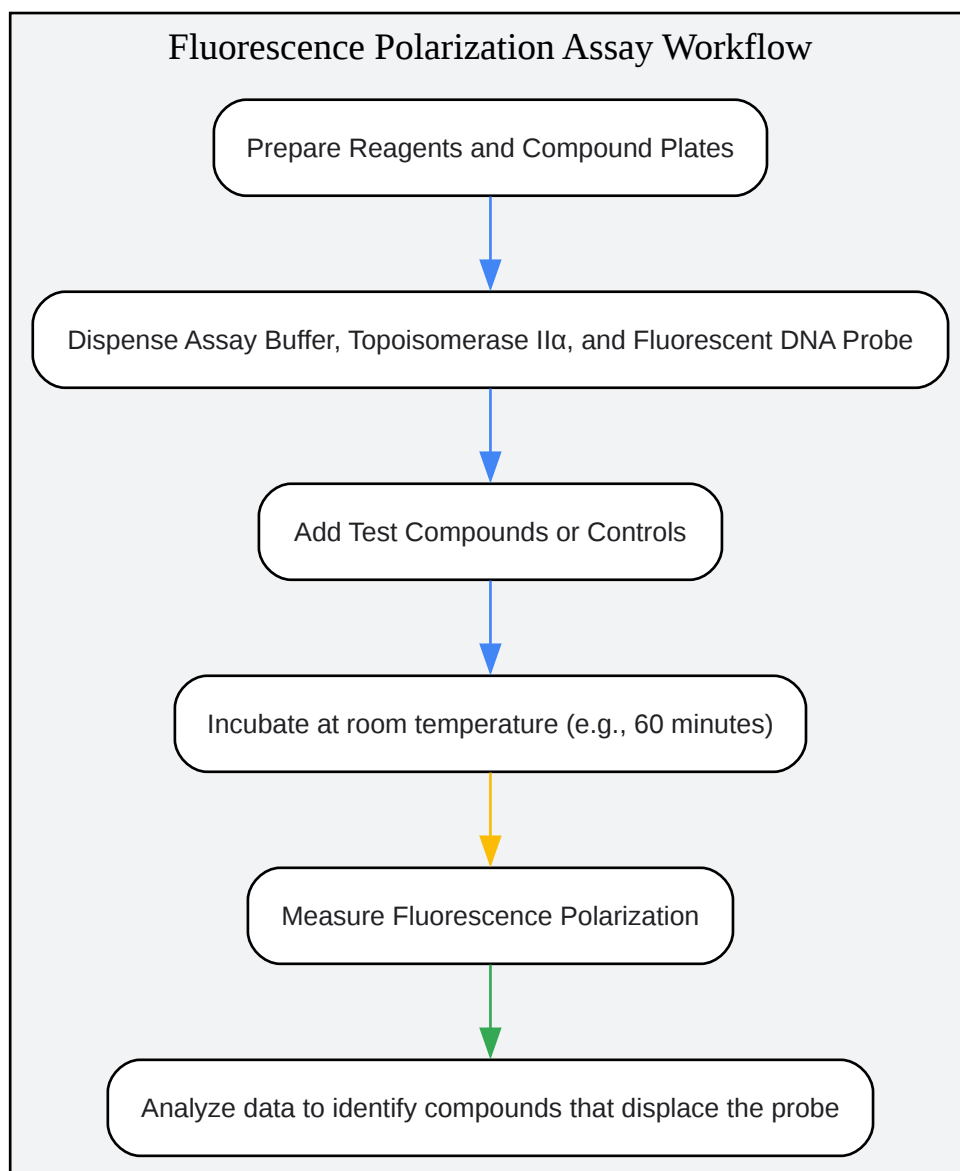 Fluorescence Polarization Assay Workflow
Prepare Reagents and Compound Plates
Dispense Assay Buffer, Topoisomerase IIα, and Fluorescent DNA Probe
Add Test Compounds or Controls
Incubate at room temperature (e.g., 60 minutes)
Measure Fluorescence Polarization
Analyze data to identify compounds that displace the probe